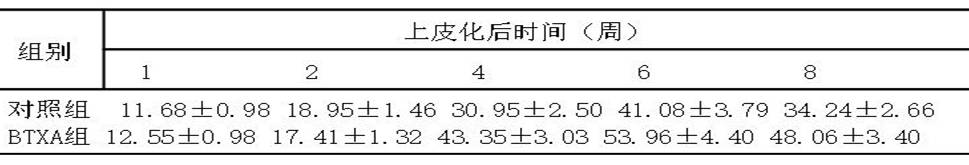 组别
上皮化后时间（周）
1 2 4 6 8
对照组 11.68±0.98 18.95±1.46 30.95±2.50 41.08±3.79 34.24±2.66
BTXA组 12.55±0.98 17.41±1.32 43.35±3.03 53.96±4.40 48.06±3.40